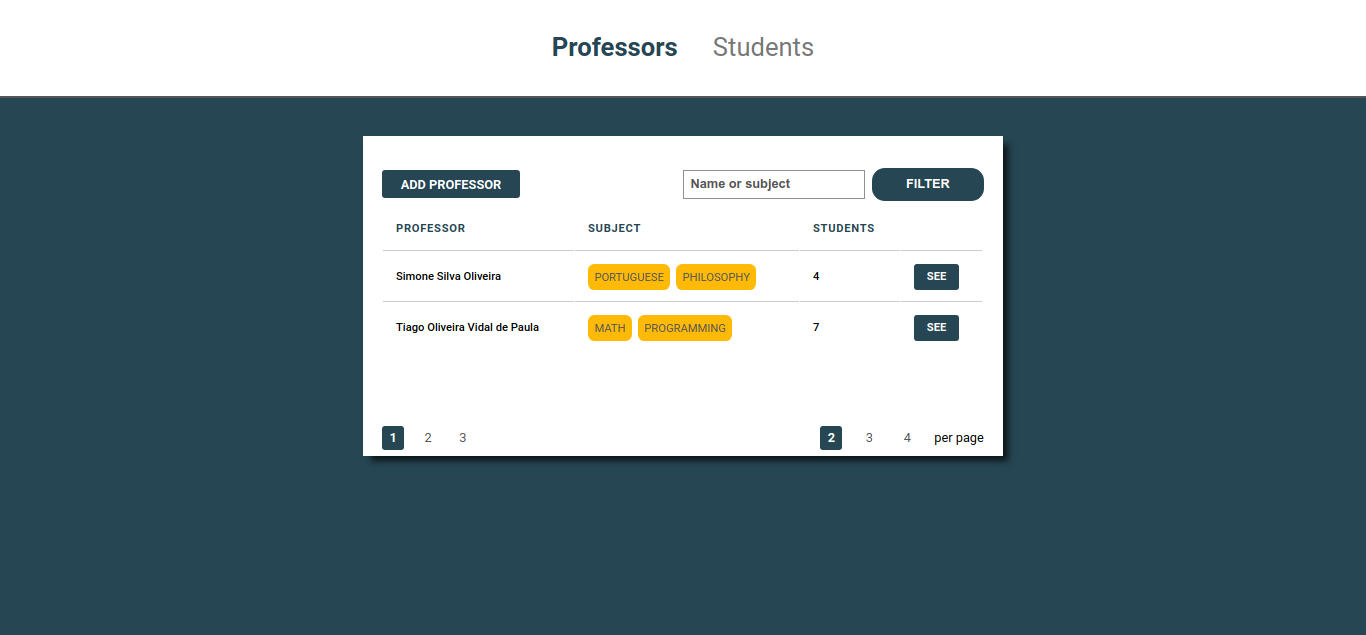 Professors Students
ADD PROFESSOR Name or subject FILTER
PROFESSOR SUBJECT STUDENTS
Simone Silva Oliveira PORTUGUESE PHILOSOPHY 4 SEE
Tiago Oliveira Vidal de Paula MATH PROGRAMMING 7 SEE
1 2 3 2 3 4 per page